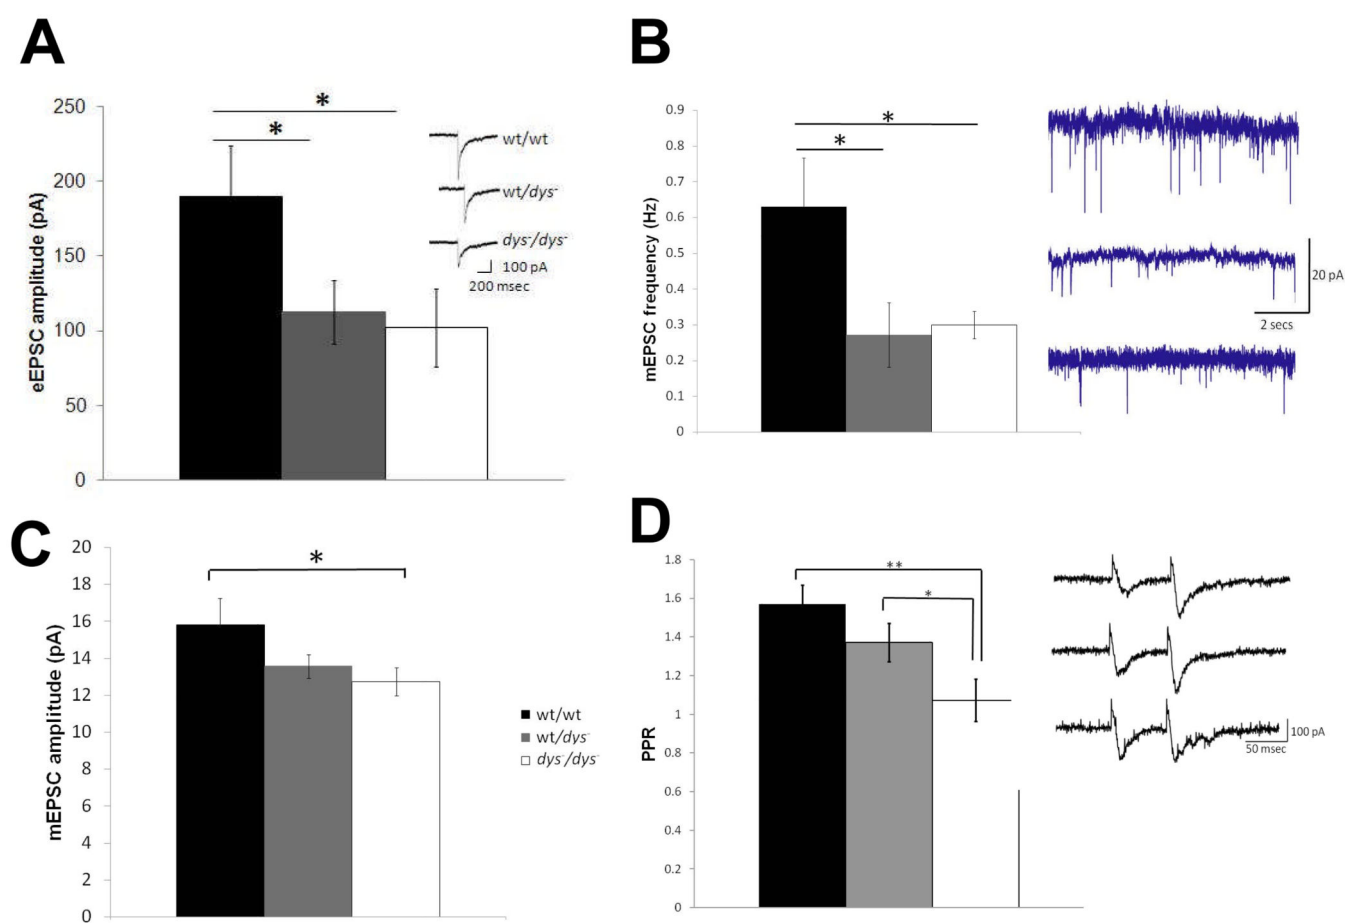 A
250
200
150
100
50
0
eEPSC amplitude (pA)
*
*
wt/wt
wt/dys-
dys-/dys-
100 pA
200 msec
B
0.9
0.8
0.7
0.6
0.5
0.4
0.3
0.2
0.1
0
mEPSC frequency (Hz)
*
*
20 pA
2 secs
C
20
18
16
14
12
10
8
6
4
2
0
mEPSC amplitude (pA)
*
wt/wt
wt/dys-
dys-/dys-
D
1.8
1.6
1.4
1.2
1
0.8
0.6
0.4
0.2
0
PPR
**
*
100 pA
50 msec